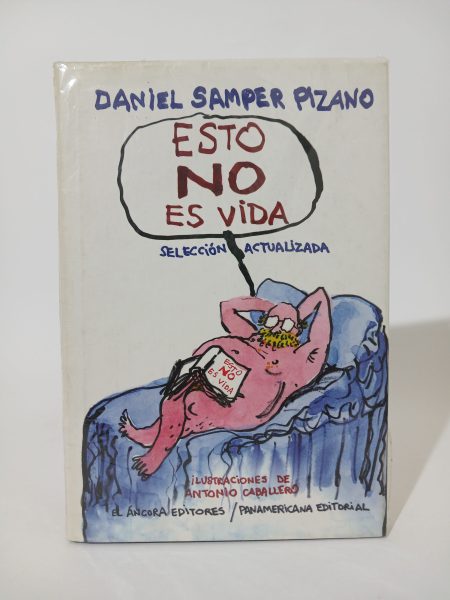 DANIEL SAMPER PIZANO
ESTO
NO
ES ViDA
SELECCIÓN ACTUALIZADA
ESTO
NO
ES VIDA
iLUSTRACIONES DE
ANTONIO CABALLERO
EL ÁNCORA EDITORES / PANAMERICANA EDITORIAL